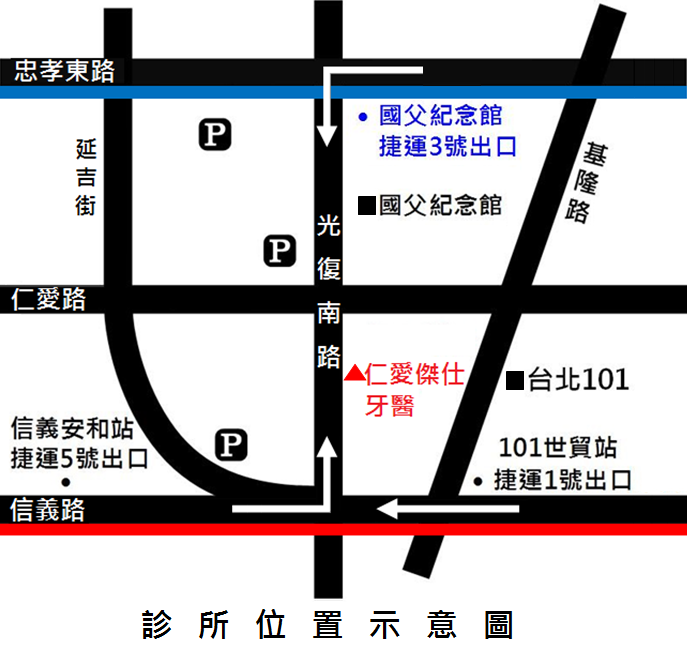 忠孝東路
P
國父紀念館
捷運3號出口
延吉街
基隆路
國父紀念館
光復南路
P
仁愛路
仁愛傑仕
牙醫
台北101
信義安和站
捷運5號出口
P
101世貿站
捷運1號出口
信義路
診所位置示意圖